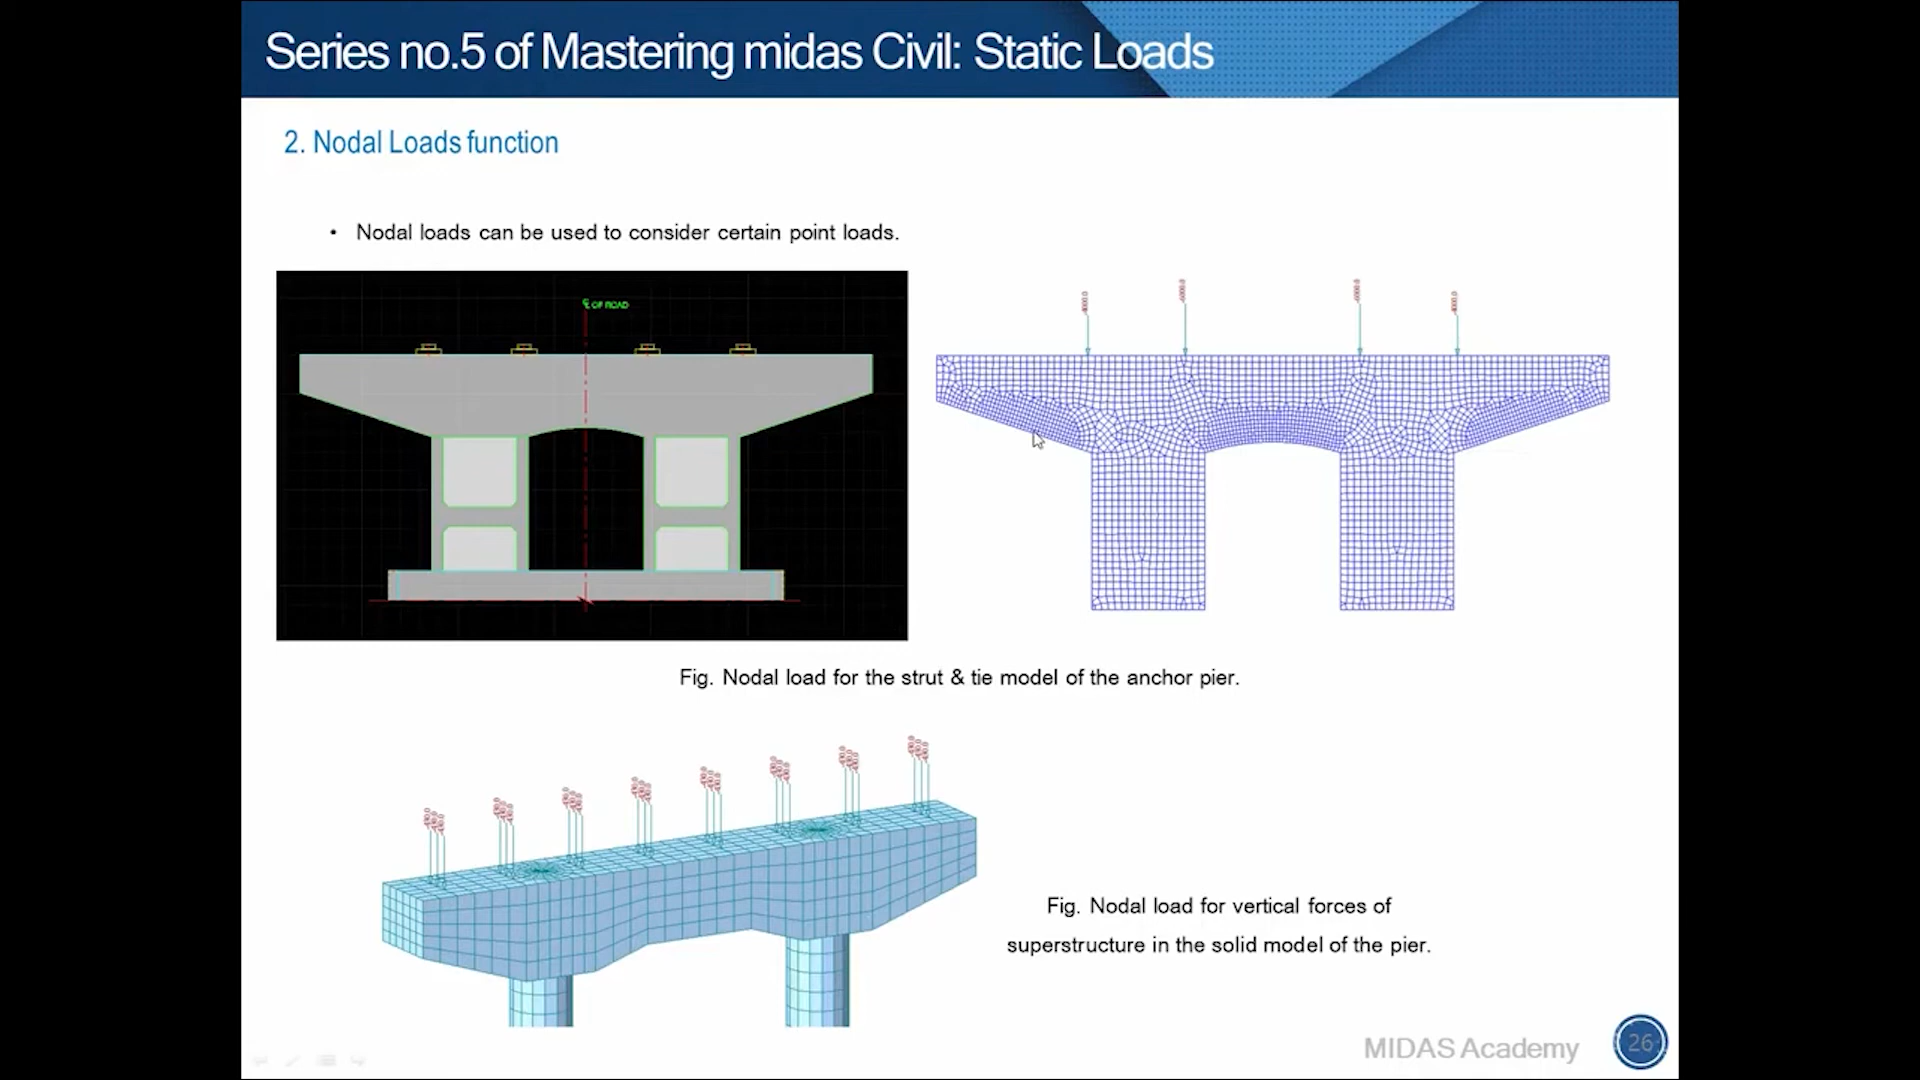 Series no.5 of Mastering midas Civil: Static Loads
2. Nodal Loads function
• Nodal loads can be used to consider certain point loads.
℄ OF ROAD
Fig. Nodal load for the strut & tie model of the anchor pier.
Fig. Nodal load for vertical forces of
superstructure in the solid model of the pier.
MIDAS Academy
26